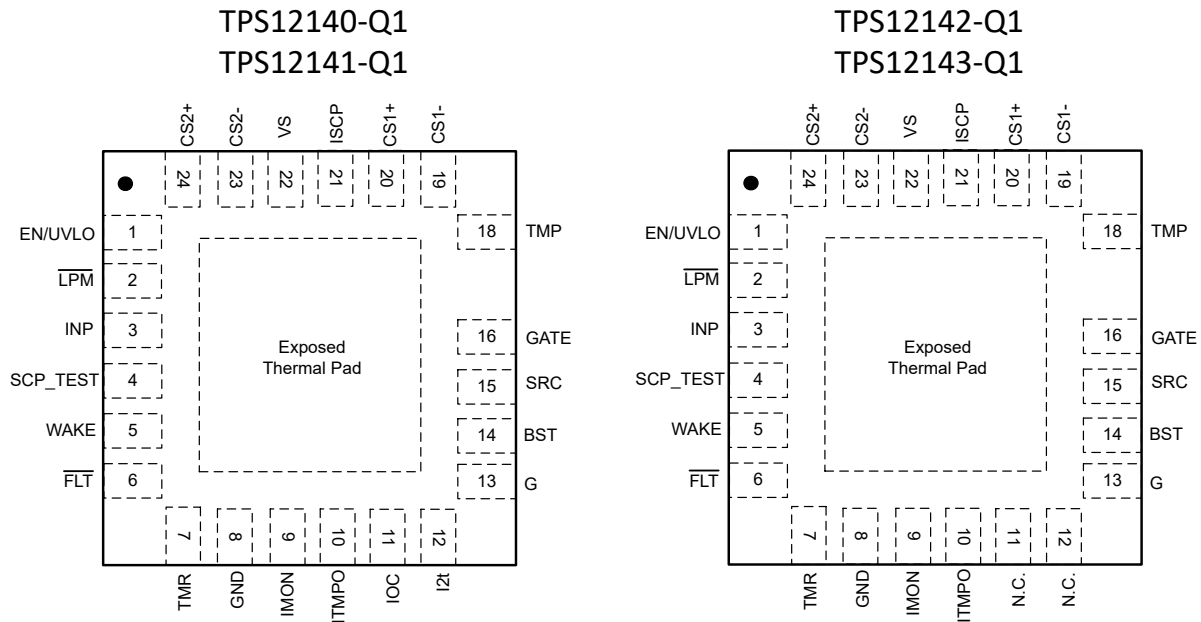 TPS12140-Q1
TPS12141-Q1
CS2+
CS2-
VS
ISCP
CS1+
CS1-
24
23
22
21
20
19
EN/UVLO 1
L̅P̅M̅ 2
INP 3
SCP_TEST 4
WAKE 5
F̅L̅T̅ 6
Exposed
Thermal Pad
18 TMP
16 GATE
15 SRC
14 BST
13 G
7
8
9
10
11
12
TMR
GND
IMON
ITMPO
IOC
I2t
TPS12142-Q1
TPS12143-Q1
CS2+
CS2-
VS
ISCP
CS1+
CS1-
24
23
22
21
20
19
EN/UVLO 1
L̅P̅M̅ 2
INP 3
SCP_TEST 4
WAKE 5
F̅L̅T̅ 6
Exposed
Thermal Pad
18 TMP
16 GATE
15 SRC
14 BST
13 G
7
8
9
10
11
12
TMR
GND
IMON
ITMPO
N.C.
N.C.